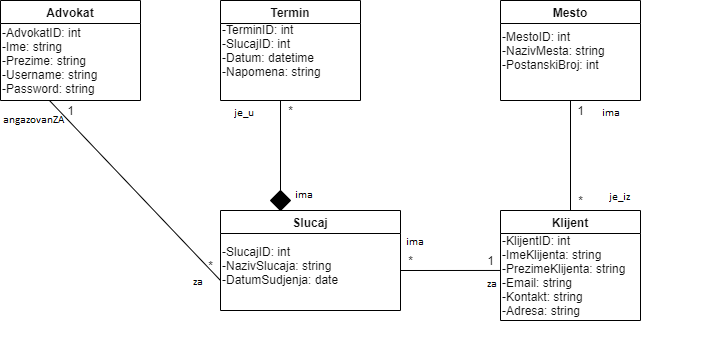 Advokat
-AdvokatID: int
-Ime: string
-Prezime: string
-Username: string
-Password: string
Termin
-TerminID: int
-SlucajID: int
-Datum: datetime
-Napomena: string
Mesto
-MestoID: int
-NazivMesta: string
-PostanskiBroj: int
1
angazovanZA
je_u
*
1
ima
ima
*
je_iz
Slucaj
-SlucajID: int
-NazivSlucaja: string
-DatumSudjenja: date
*
za
ima
*
1
za
Klijent
-KlijentID: int
-ImeKlijenta: string
-PrezimeKlijenta: string
-Email: string
-Kontakt: string
-Adresa: string